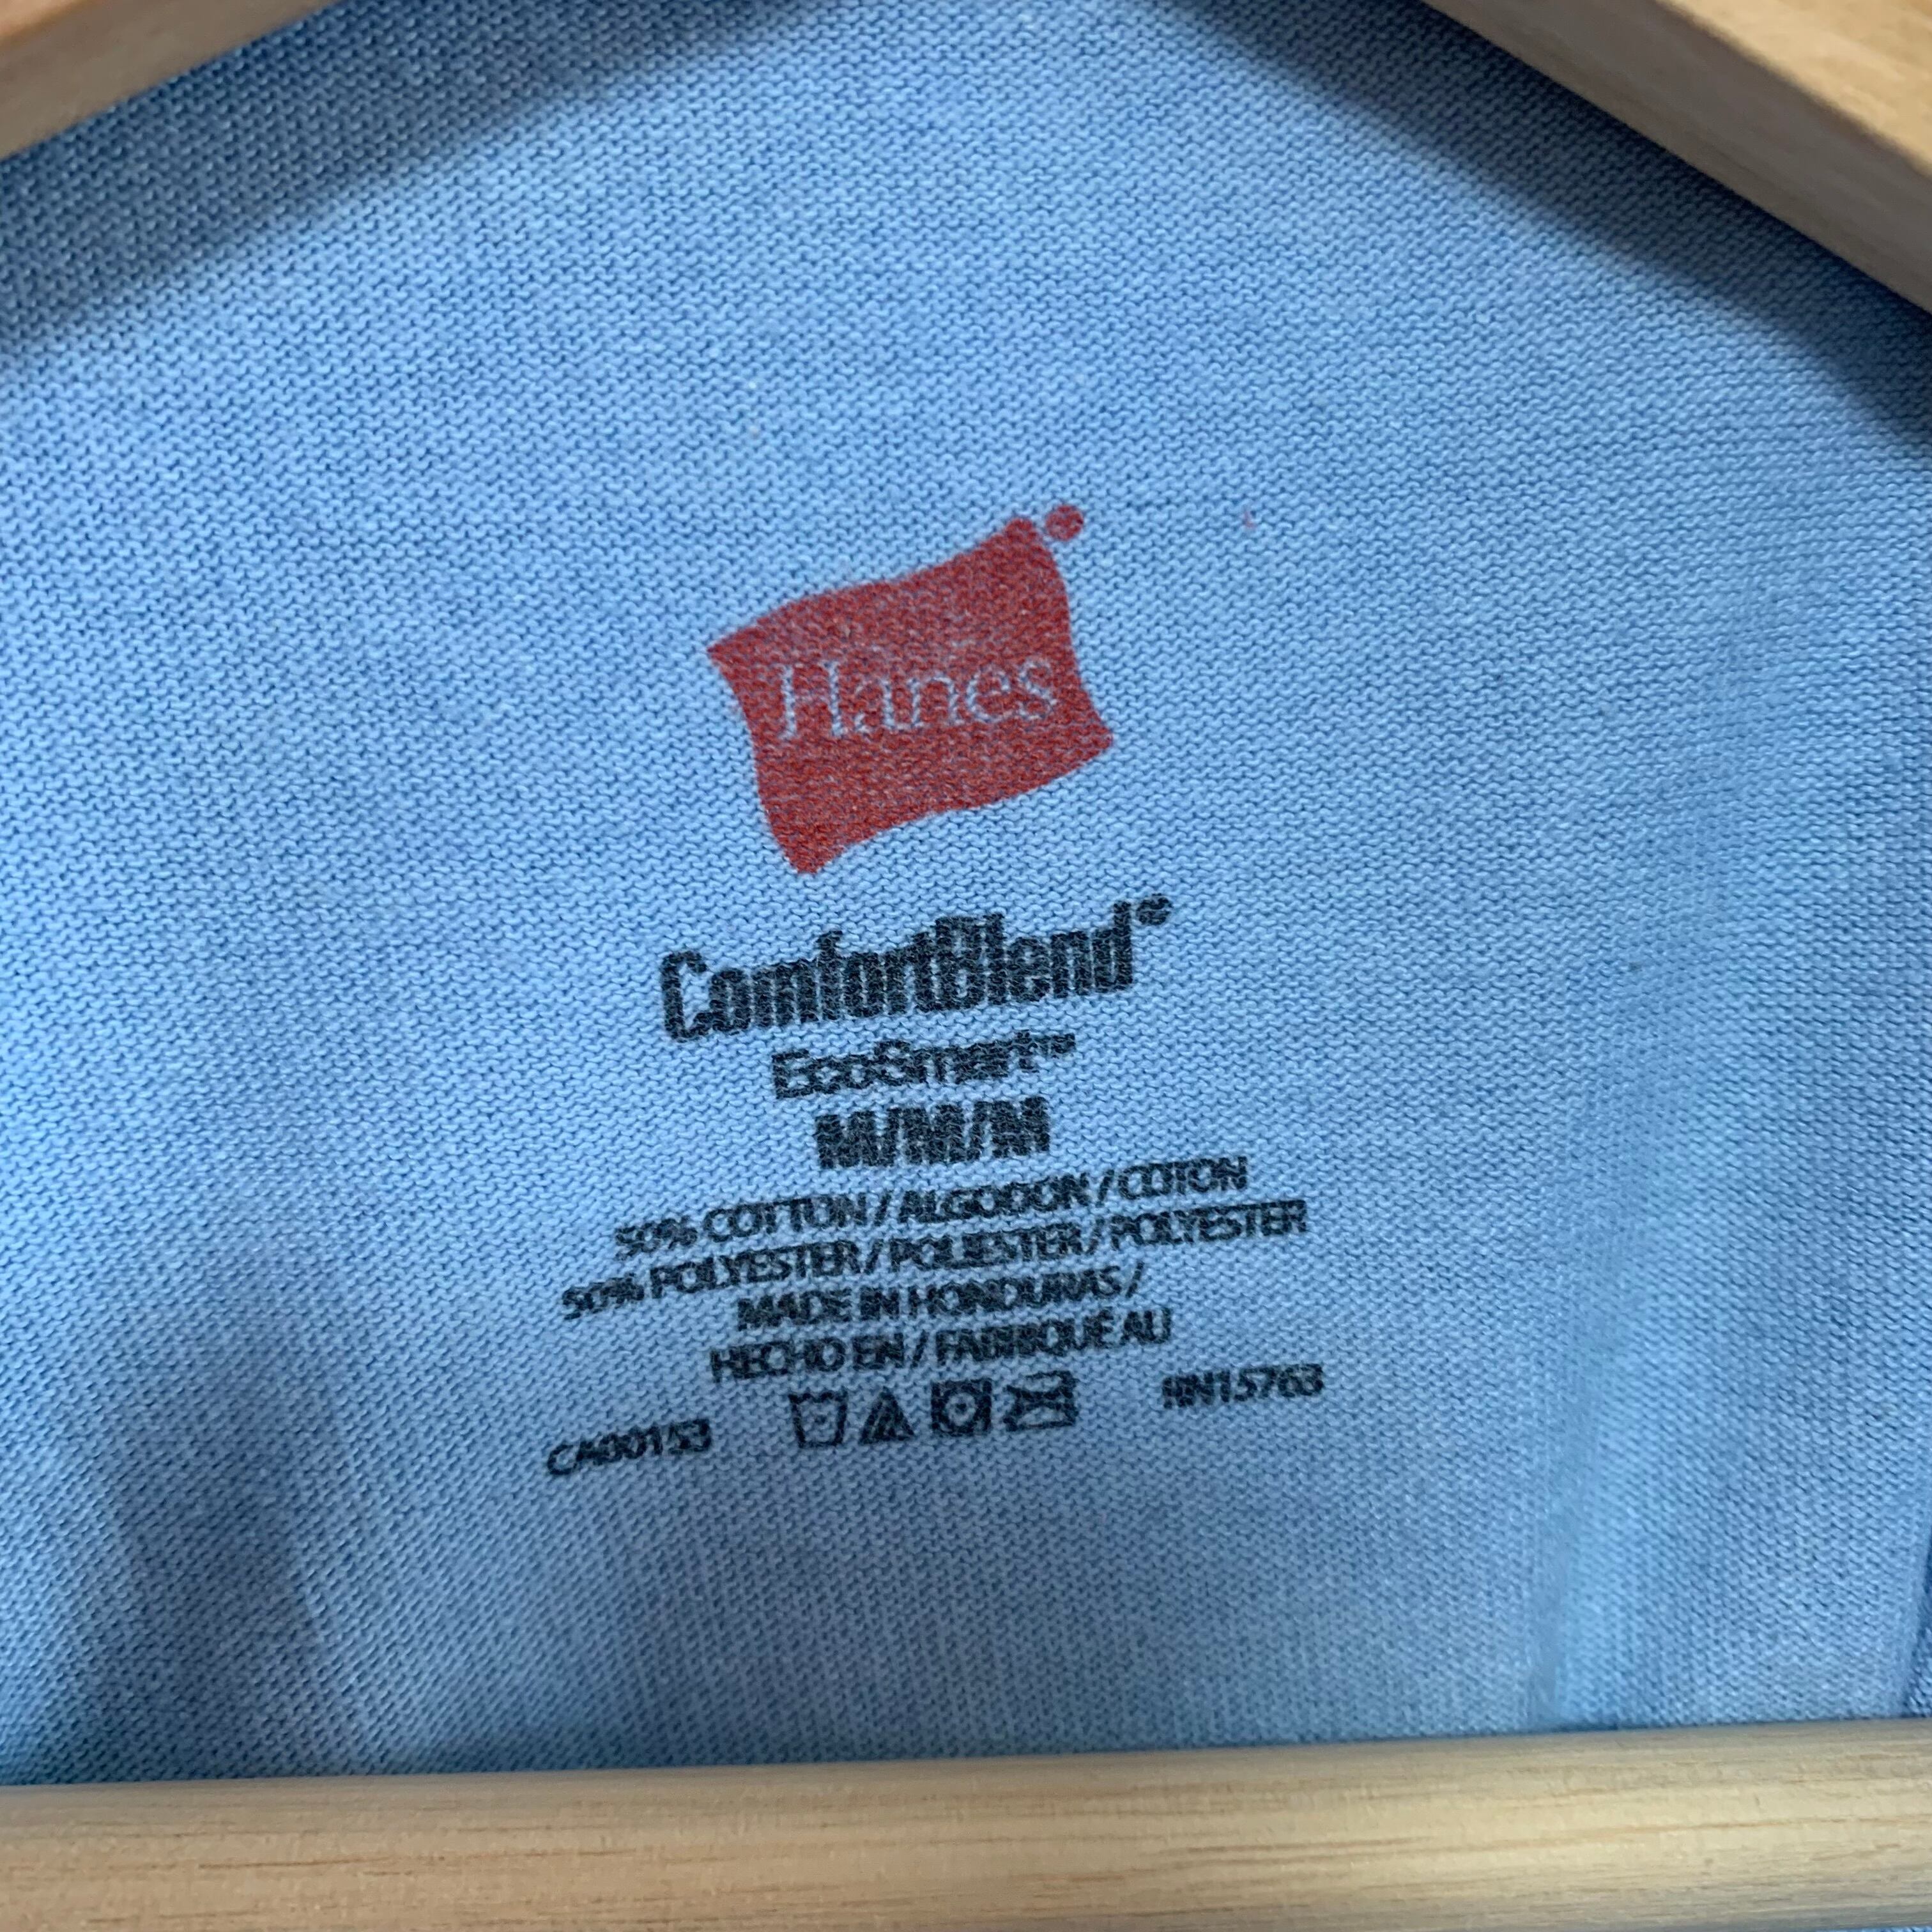 Hanes
ComfortBlend®
EcoSmart™
M/M/M
50% COTTON / ALGODON / COTON
50% POLYESTER / POLIESTER / POLYESTER
MADE IN HONDURAS /
HECHO EN / FABRIQUÉ AU
CA00153 RN15763